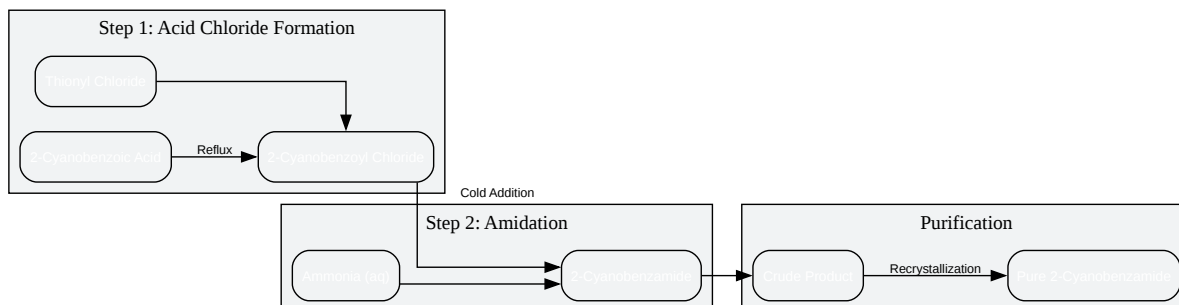 Step 1: Acid Chloride Formation
Thionyl Chloride
2-Cyanobenzoic Acid
Reflux
2-Cyanobenzoyl Chloride
Cold Addition
Step 2: Amidation
Ammonia (aq)
2-Cyanobenzamide
Purification
Crude Product
Recrystallization
Pure 2-Cyanobenzamide